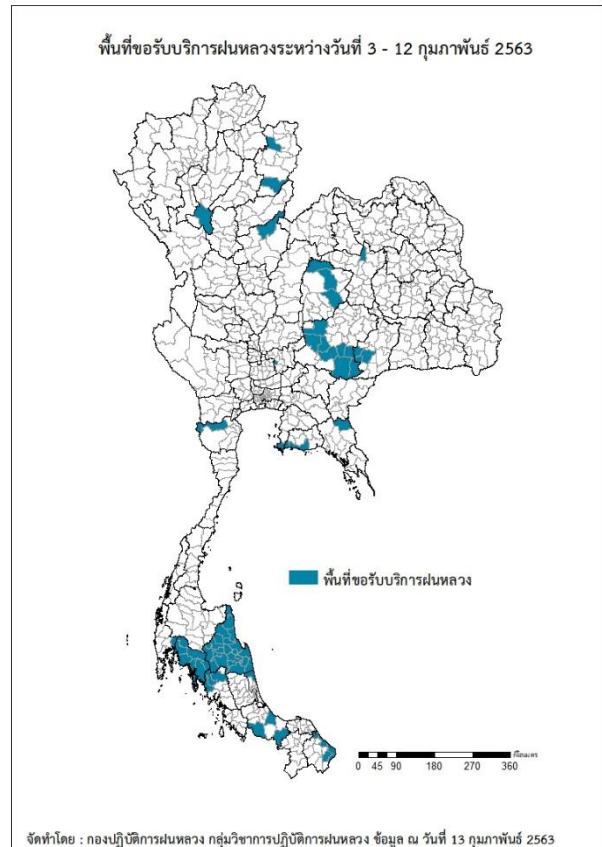 พื้นที่ขอรับบริการฝนหลวงระหว่างวันที่ 3 - 12 กุมภาพันธ์ 2563
พื้นที่ขอรับบริการฝนหลวง
กิโลเมตร
0 45 90 180 270 360
จัดทำโดย : กองปฏิบัติการฝนหลวง กลุ่มวิชาการปฏิบัติการฝนหลวง ข้อมูล ณ วันที่ 13 กุมภาพันธ์ 2563